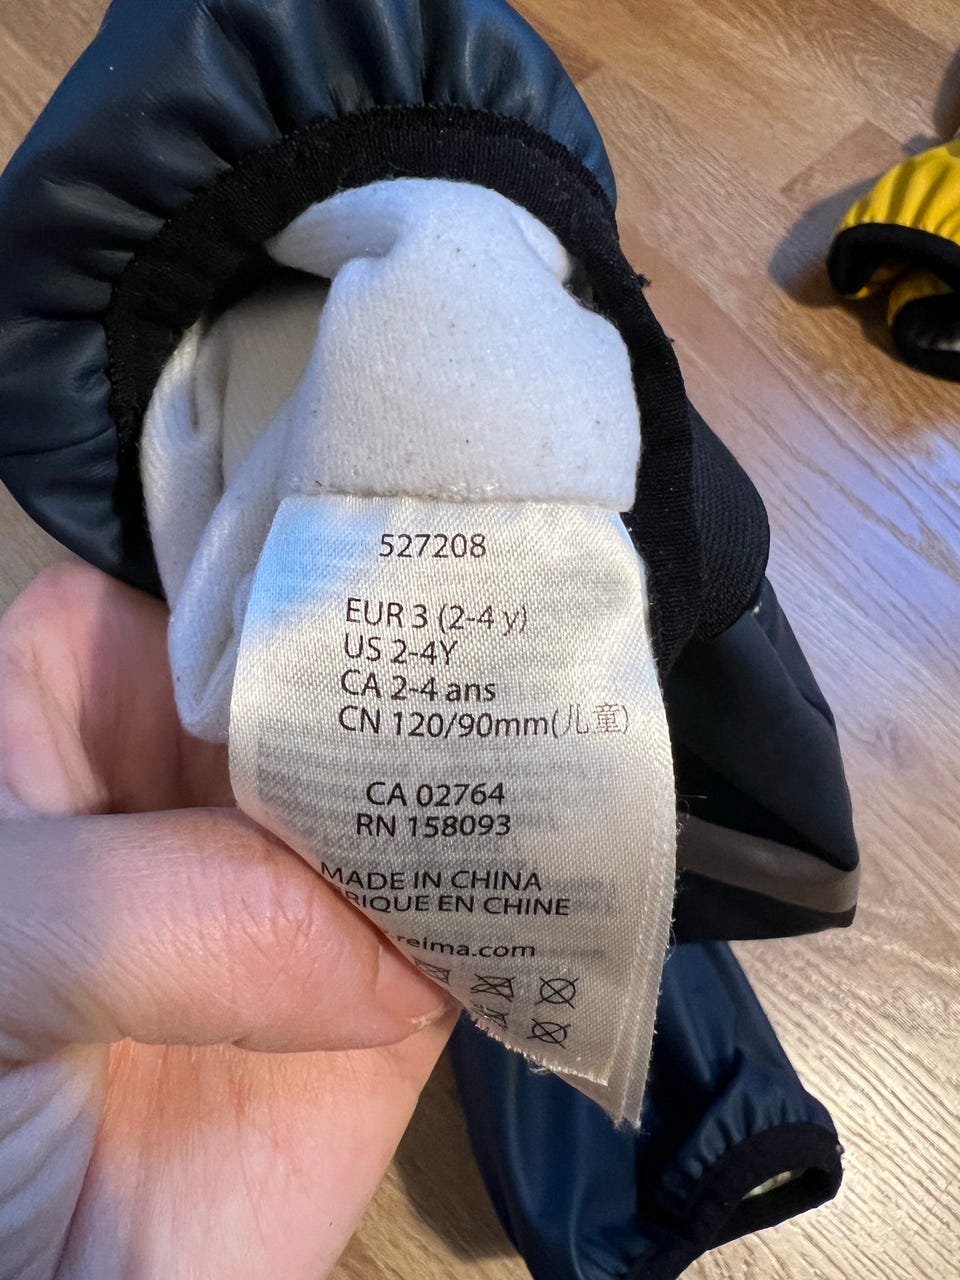 527208
EUR 3 (2-4 y)
US 2-4Y
CA 2-4 ans
CN 120/90mm(儿童)
CA 02764
RN 158093
MADE IN CHINA
RIQUE EN CHINE
reima.com